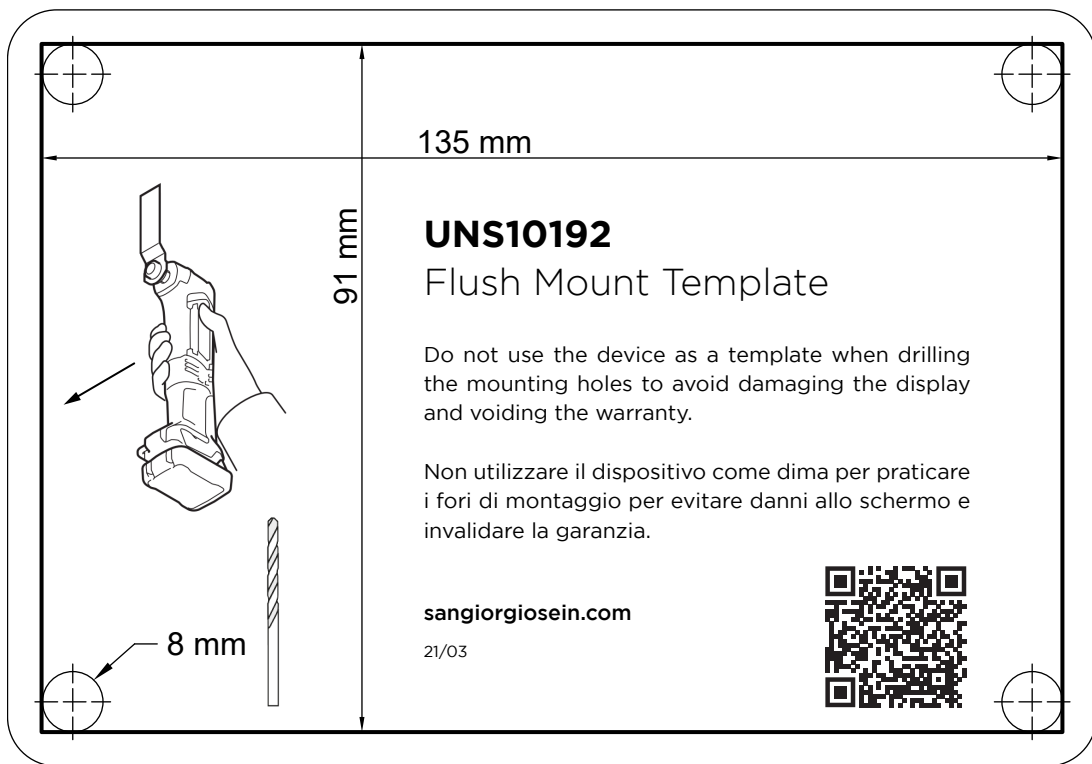 135 mm
91 mm
UNS10192
Flush Mount Template
Do not use the device as a template when drilling
the mounting holes to avoid damaging the display
and voiding the warranty.
Non utilizzare il dispositivo come dima per praticare
i fori di montaggio per evitare danni allo schermo e
invalidare la garanzia.
sangiorgiosein.com
21/03
8 mm